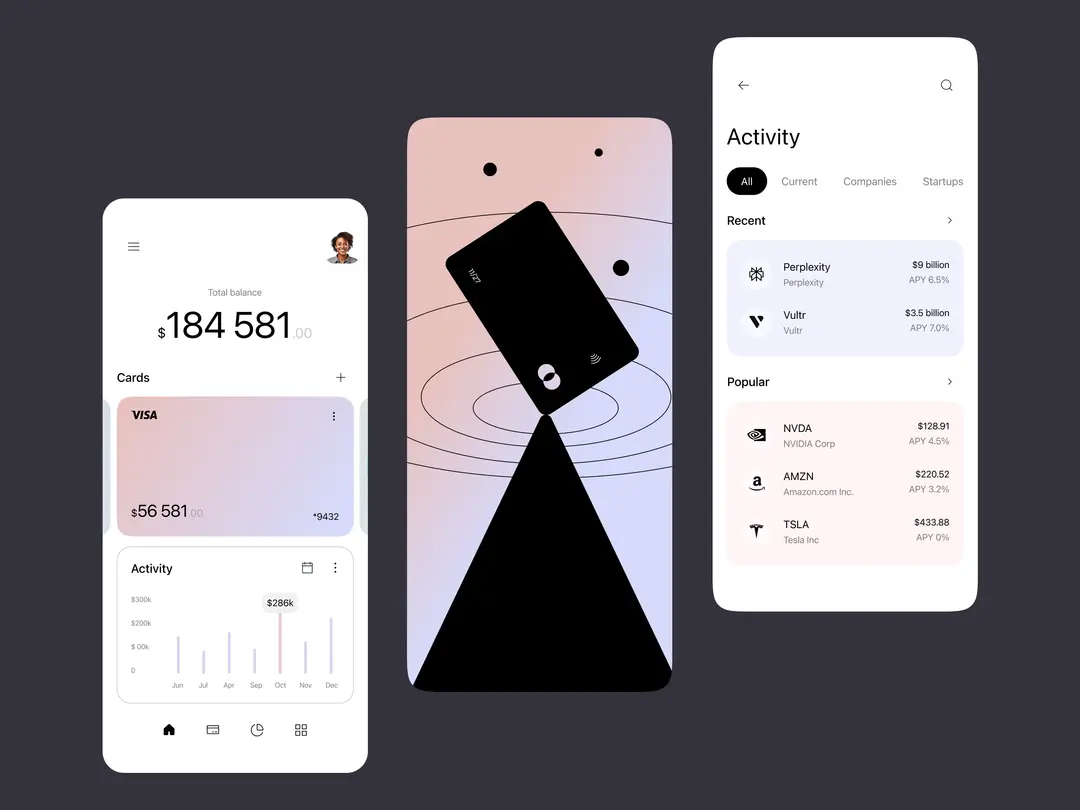 Total balance
$184 581.00
Cards
VISA
$56 581.00
*9432
Activity
$300k
$200k
$ 00k
0
$286k
Jun Jul Apr Sep Oct Nov Dec
11/27
Activity
All Current Companies Startups
Recent
Perplexity $9 billion
Perplexity APY 6.5%
Vultr $3.5 billion
Vultr APY 7.0%
Popular
NVDA $128.91
NVIDIA Corp APY 4.5%
a
AMZN $220.52
Amazon.com Inc. APY 3.2%
TSLA $433.88
Tesla Inc APY 0%